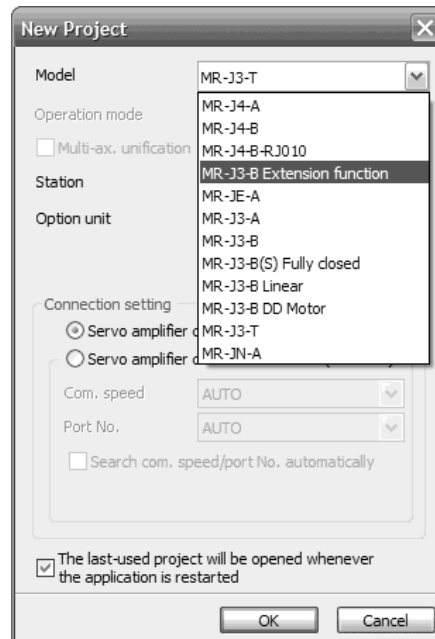 New Project
Model
MR-J3-T
MR-J4-A
Operation mode
MR-J4-B
Multi-ax. unification
MR-J4-B-RJ010
MR-J3-B Extension function
Station
MR-JE-A
Option unit
MR-J3-A
MR-J3-B
MR-J3-B(S) Fully closed
MR-J3-B Linear
Connection setting
MR-J3-B DD Motor
Servo amplifier
MR-J3-T
Servo amplifier
MR-JN-A
Com. speed
AUTO
Port No.
AUTO
Search com. speed/port No. automatically
The last-used project will be opened whenever
the application is restarted
OK
Cancel